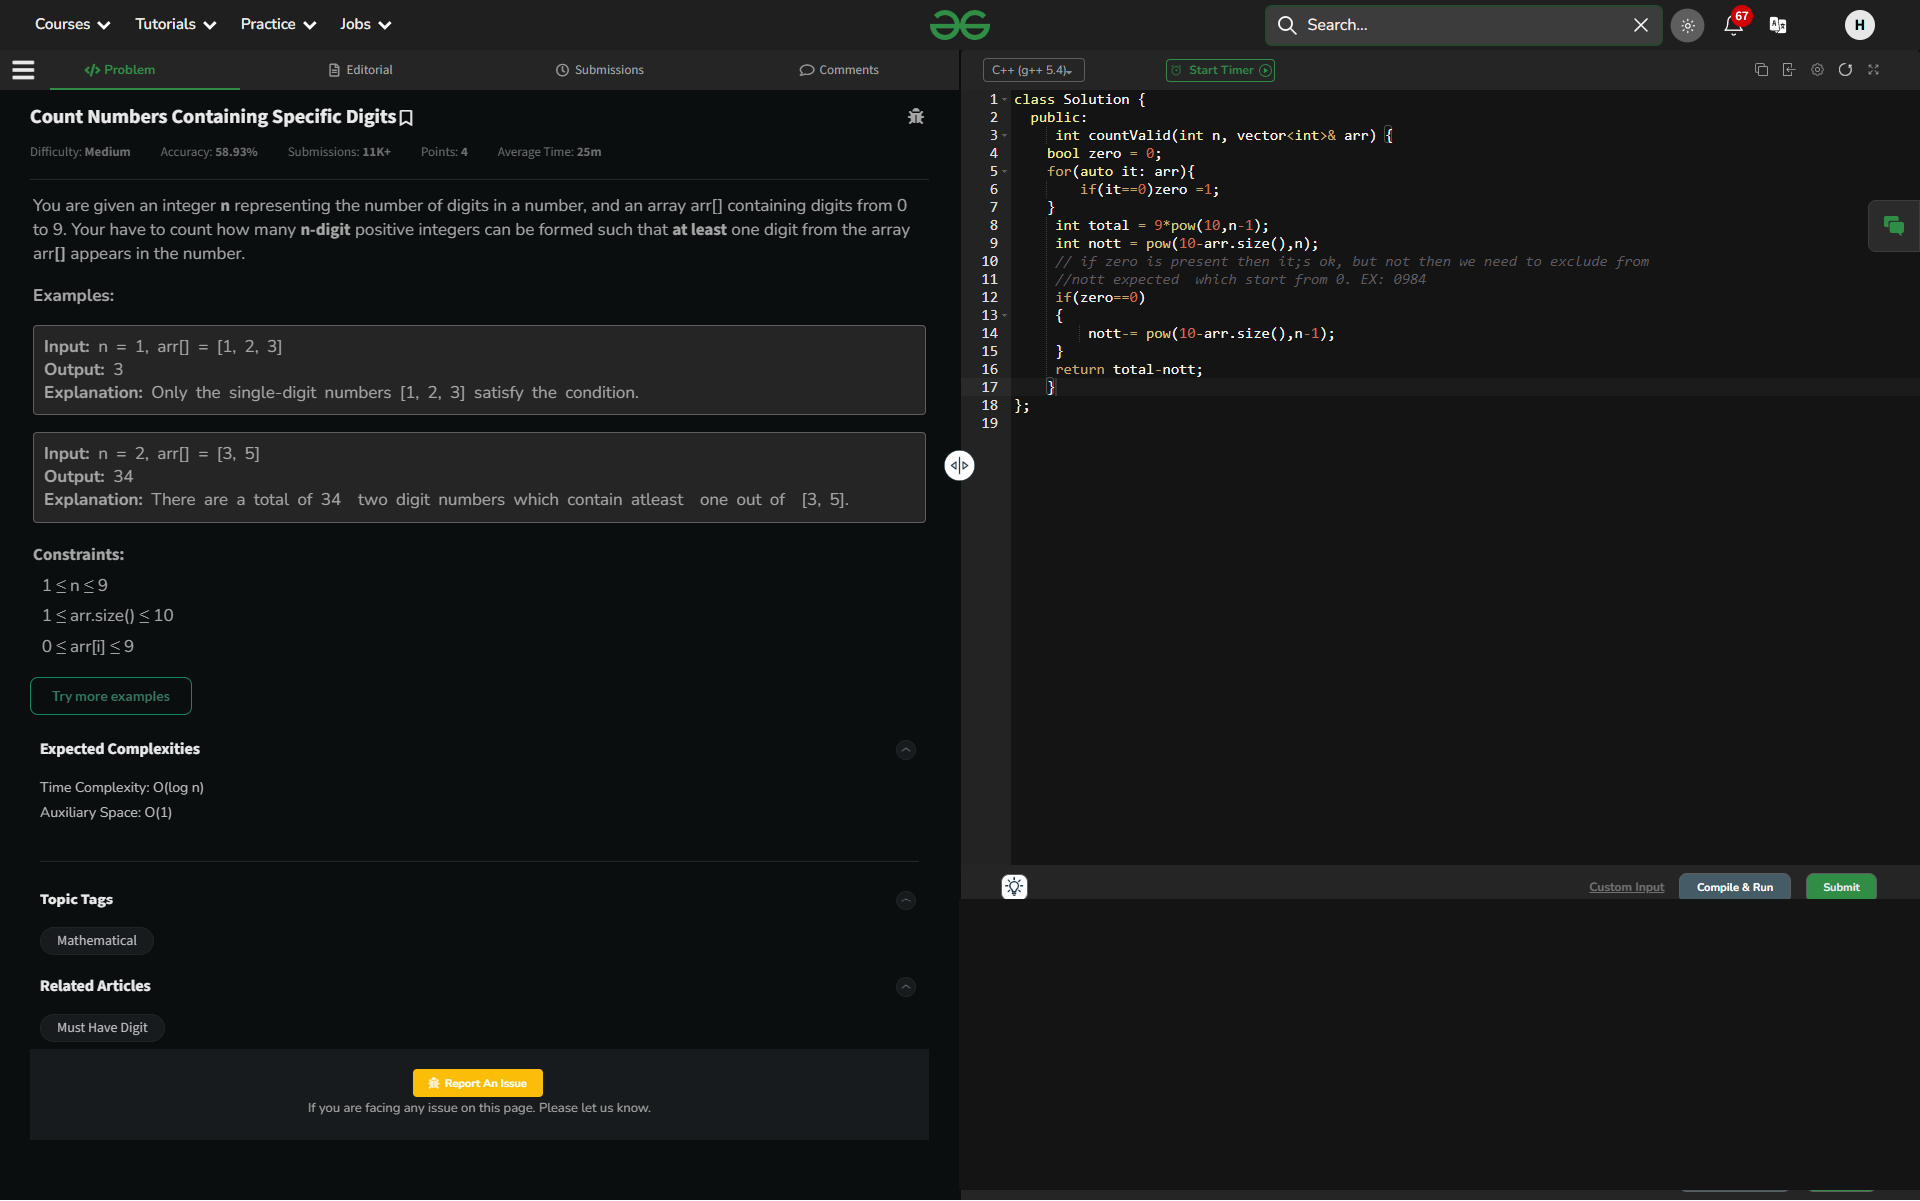 Courses
Tutorials
Practice
Jobs
Search...
67
H
Problem
Editorial
Submissions
Comments
C++ (g++ 5.4)
Start Timer
Count Numbers Containing Specific Digits
Difficulty: Medium
Accuracy: 58.93%
Submissions: 11K+
Points: 4
Average Time: 25m
You are given an integer n representing the number of digits in a number, and an array arr[] containing digits from 0
to 9. Your have to count how many n-digit positive integers can be formed such that at least one digit from the array
arr[] appears in the number.
Examples:
Input: n = 1, arr[] = [1, 2, 3]
Output: 3
Explanation: Only the single-digit numbers [1, 2, 3] satisfy the condition.
Input: n = 2, arr[] = [3, 5]
Output: 34
Explanation: There are a total of 34 two digit numbers which contain atleast one out of [3, 5].
Constraints:
1 ≤ n ≤ 9
1 ≤ arr.size() ≤ 10
0 ≤ arr[i] ≤ 9
Try more examples
Expected Complexities
Time Complexity: O(log n)
Auxiliary Space: O(1)
Topic Tags
Mathematical
Related Articles
Must Have Digit
Report An Issue
If you are facing any issue on this page. Please let us know.
1 class Solution {
2   public:
3      int countValid(int n, vector<int>& arr) {
4     bool zero = 0;
5     for(auto it: arr){
6         if(it==0)zero =1;
7     }
8      int total = 9*pow(10,n-1);
9      int nott = pow(10-arr.size(),n);
10      // if zero is present then it;s ok, but not then we need to exclude from
11      //nott expected  which start from 0. EX: 0984
12      if(zero==0)
13      {
14          nott-= pow(10-arr.size(),n-1);
15      }
16      return total-nott;
17     }
18 };
19
Custom Input
Compile & Run
Submit